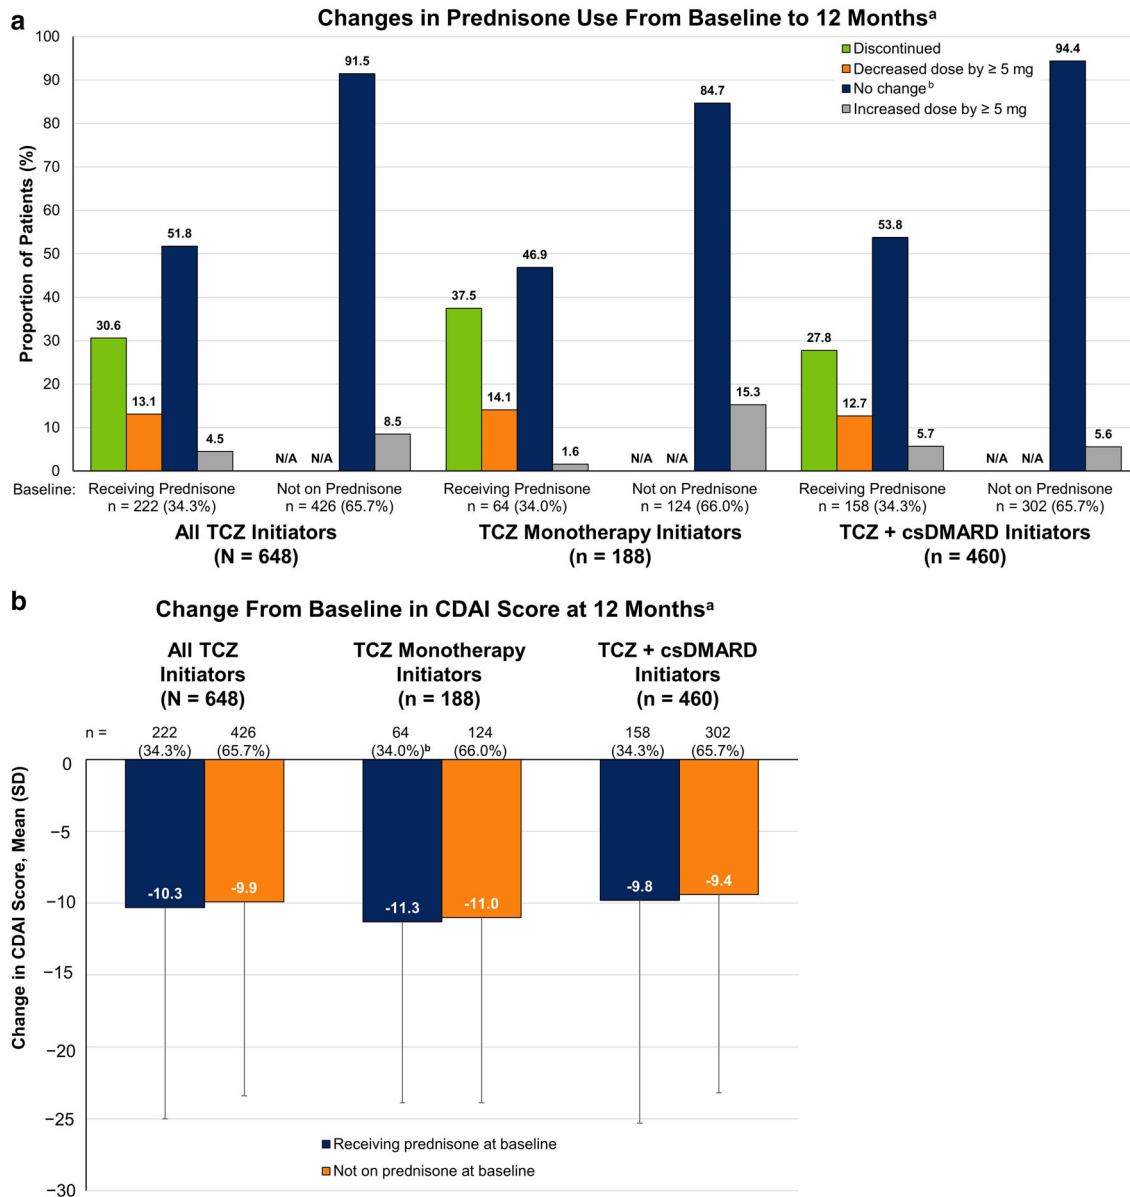 a
Changes in Prednisone Use From Baseline to 12 Monthsᵃ
Proportion of Patients (%)
100
90
80
70
60
50
40
30
20
10
0
Discontinued
Decreased dose by ≥ 5 mg
No changeᵇ
Increased dose by ≥ 5 mg
30.6
13.1
51.8
4.5
N/A
N/A
91.5
8.5
37.5
14.1
46.9
1.6
N/A
N/A
84.7
15.3
27.8
12.7
53.8
5.7
N/A
N/A
94.4
5.6
Baseline:
Receiving Prednisone
n = 222 (34.3%)
Not on Prednisone
n = 426 (65.7%)
Receiving Prednisone
n = 64 (34.0%)
Not on Prednisone
n = 124 (66.0%)
Receiving Prednisone
n = 158 (34.3%)
Not on Prednisone
n = 302 (65.7%)
All TCZ Initiators
(N = 648)
TCZ Monotherapy Initiators
(n = 188)
TCZ + csDMARD Initiators
(n = 460)
b
Change From Baseline in CDAI Score at 12 Monthsᵃ
All TCZ
Initiators
(N = 648)
TCZ Monotherapy
Initiators
(n = 188)
TCZ + csDMARD
Initiators
(n = 460)
n =
222
(34.3%)
426
(65.7%)
64
(34.0%)ᵇ
124
(66.0%)
158
(34.3%)
302
(65.7%)
Change in CDAI Score, Mean (SD)
0
−5
−10
−15
−20
−25
−30
-10.3
-9.9
-11.3
-11.0
-9.8
-9.4
Receiving prednisone at baseline
Not on prednisone at baseline